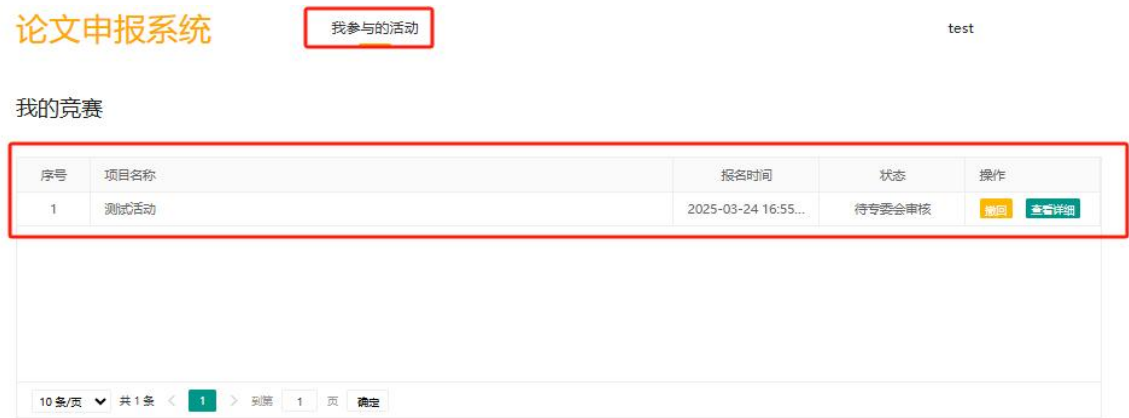 论文申报系统 我参与的活动 test
我的竞赛
序号 项目名称 报名时间 状态 操作
1 测试活动 2025-03-24 16:55... 待专委会审核 撤回 查看详细
10 条/页 共 1 条 < 1 > 到第 1 页 确定